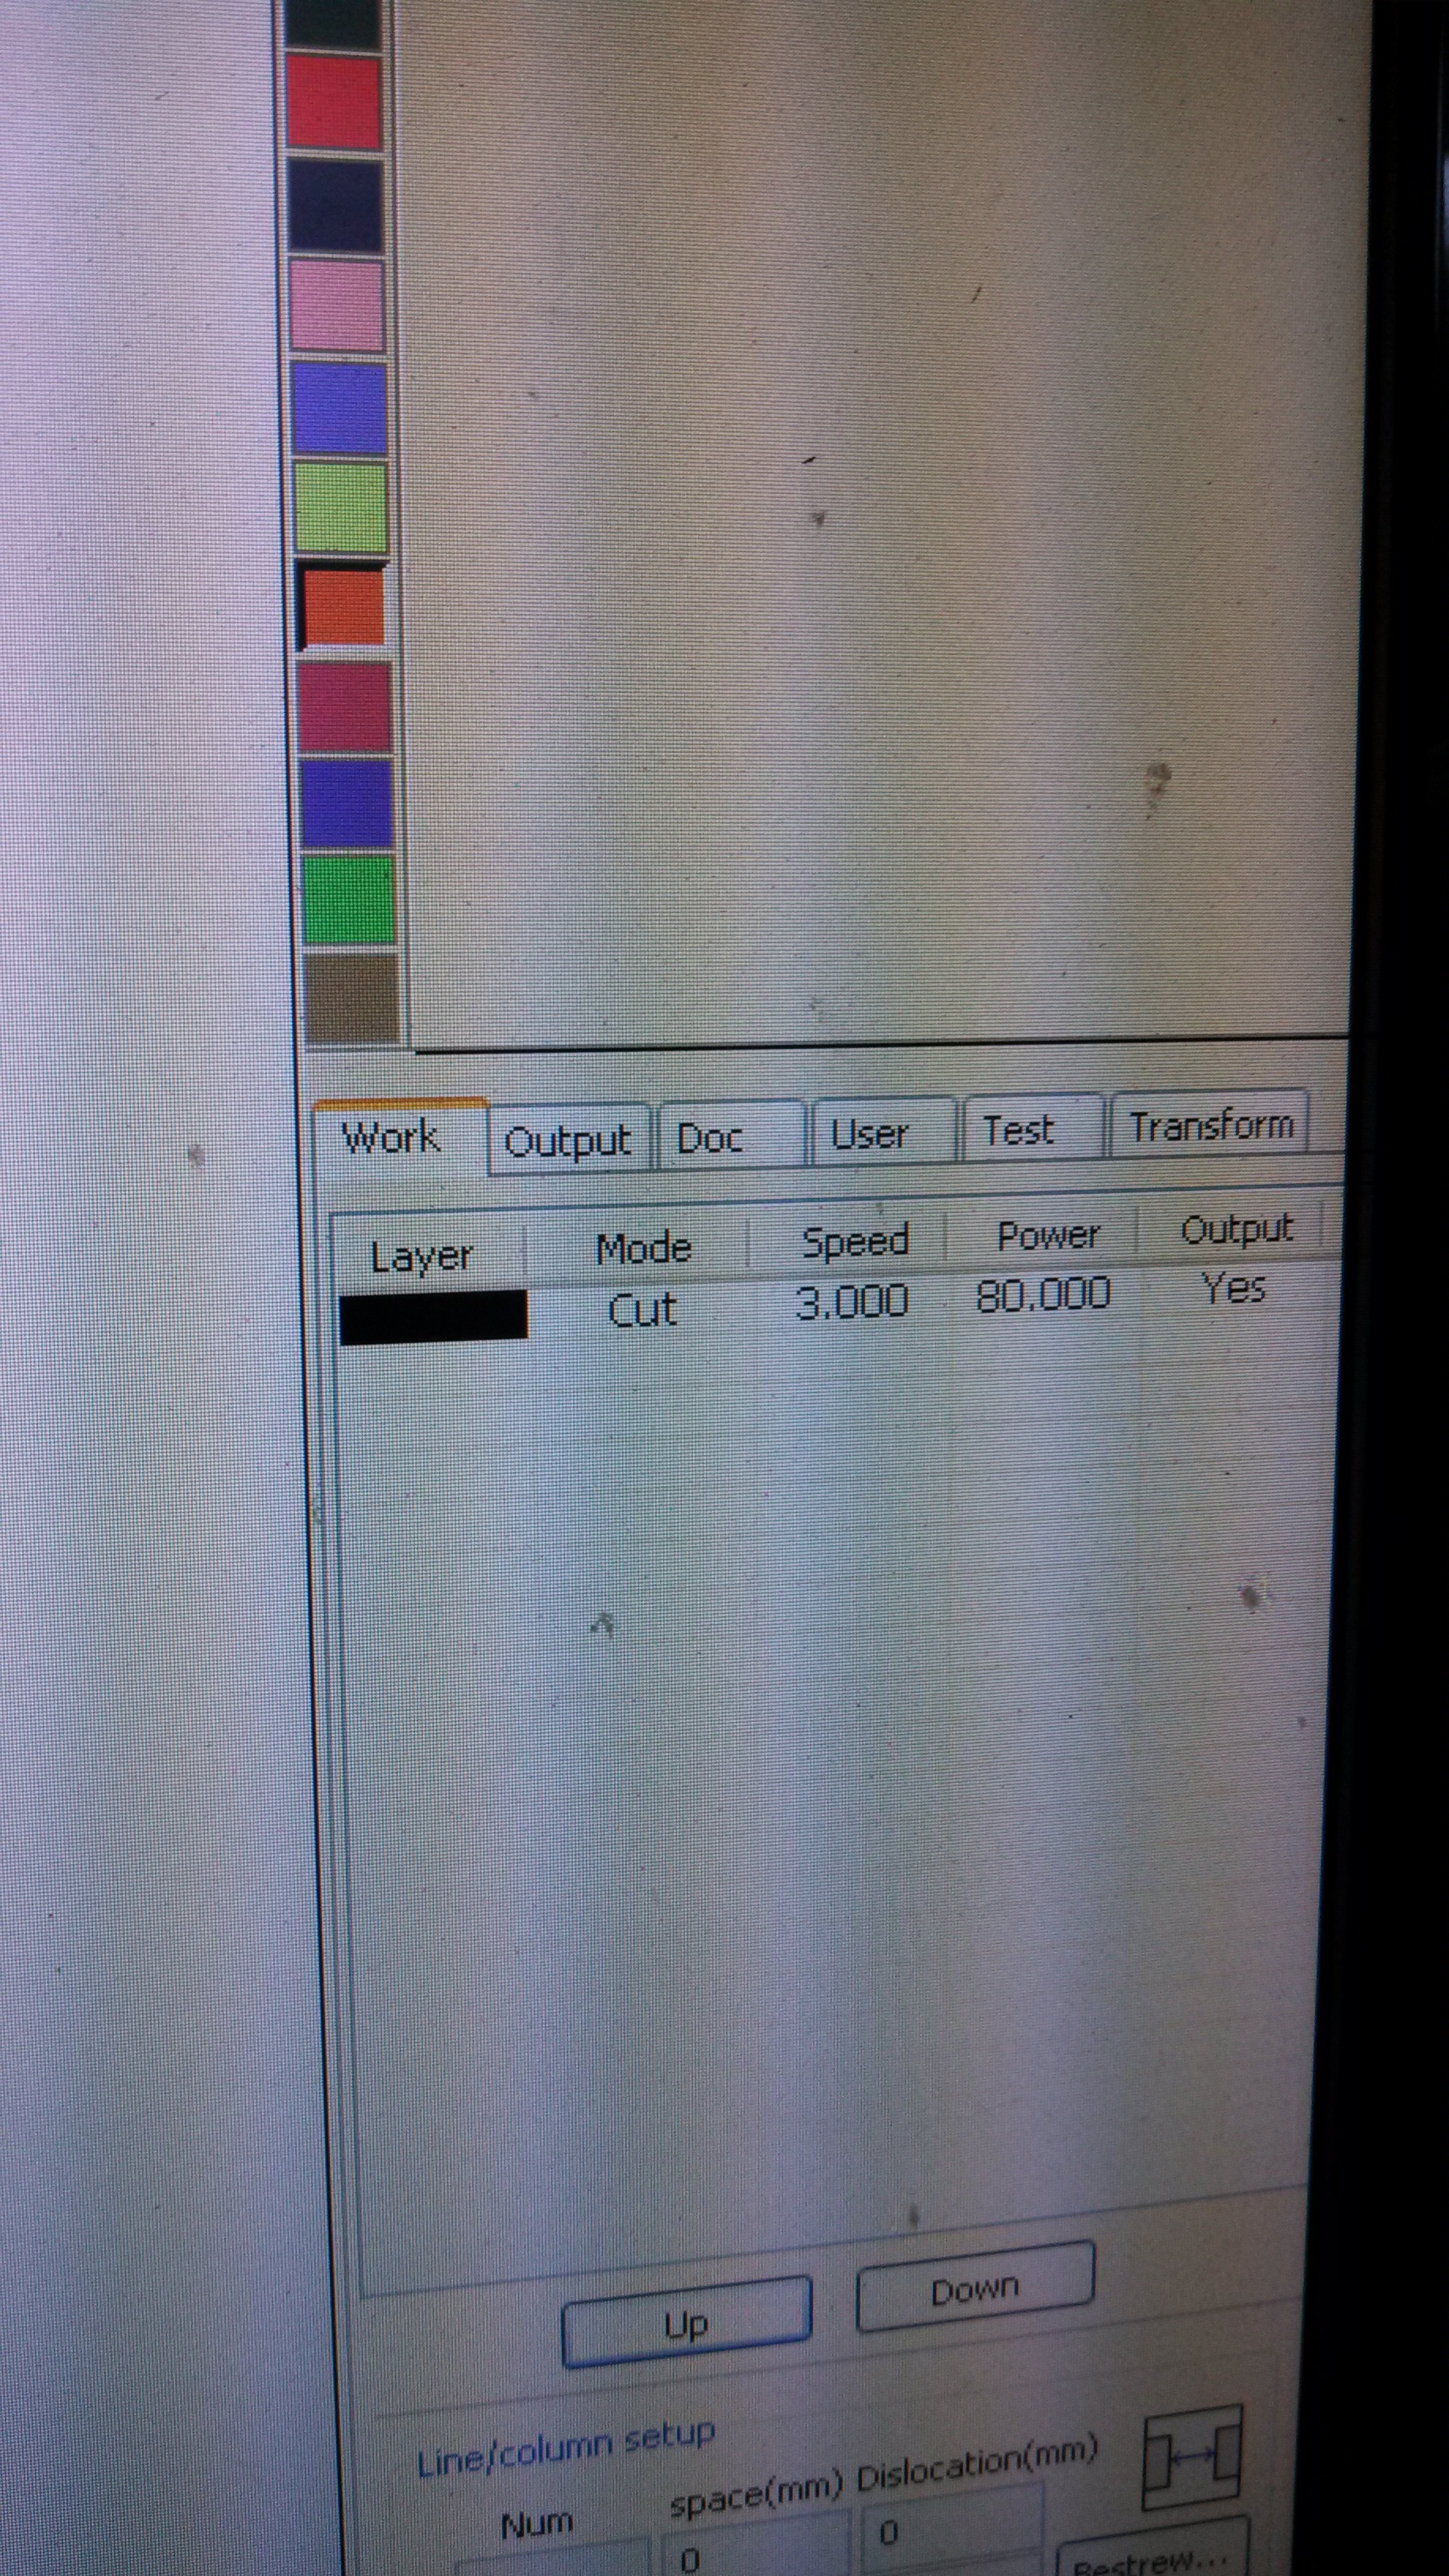 Work Output Doc User Test Transform
Layer Mode Speed Power Output
Cut 3.000 80.000 Yes
Up Down
Line/column setup
Num space(mm) Dislocation(mm)
0 0
Bestrew...